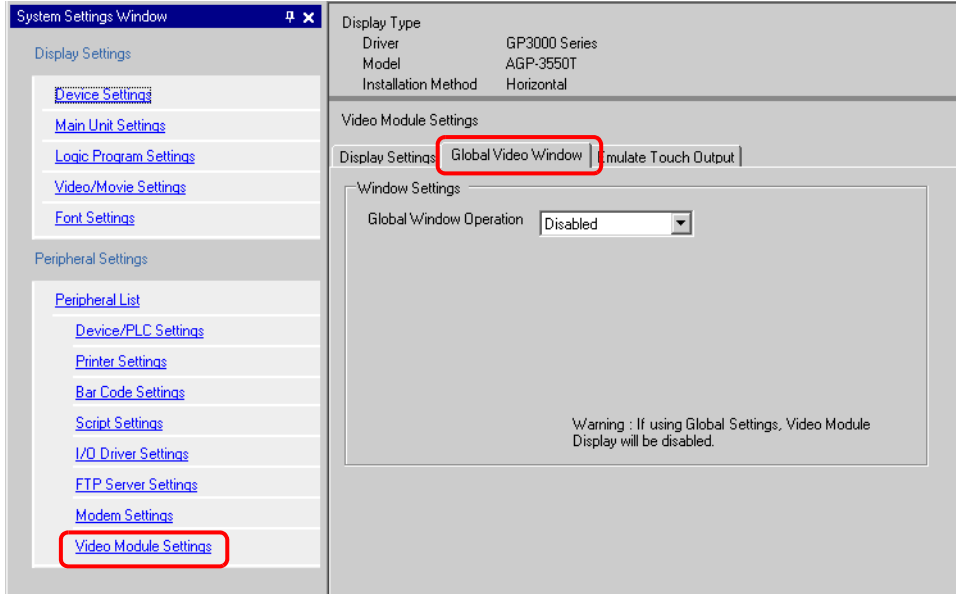 System Settings Window
Display Settings
Device Settings
Main Unit Settings
Logic Program Settings
Video/Movie Settings
Font Settings
Peripheral Settings
Peripheral List
Device/PLC Settings
Printer Settings
Bar Code Settings
Script Settings
I/O Driver Settings
FTP Server Settings
Modem Settings
Video Module Settings
Display Type
Driver GP3000 Series
Model AGP-3550T
Installation Method Horizontal
Video Module Settings
Display Settings Global Video Window Emulate Touch Output
Window Settings
Global Window Operation Disabled
Warning : If using Global Settings, Video Module
Display will be disabled.